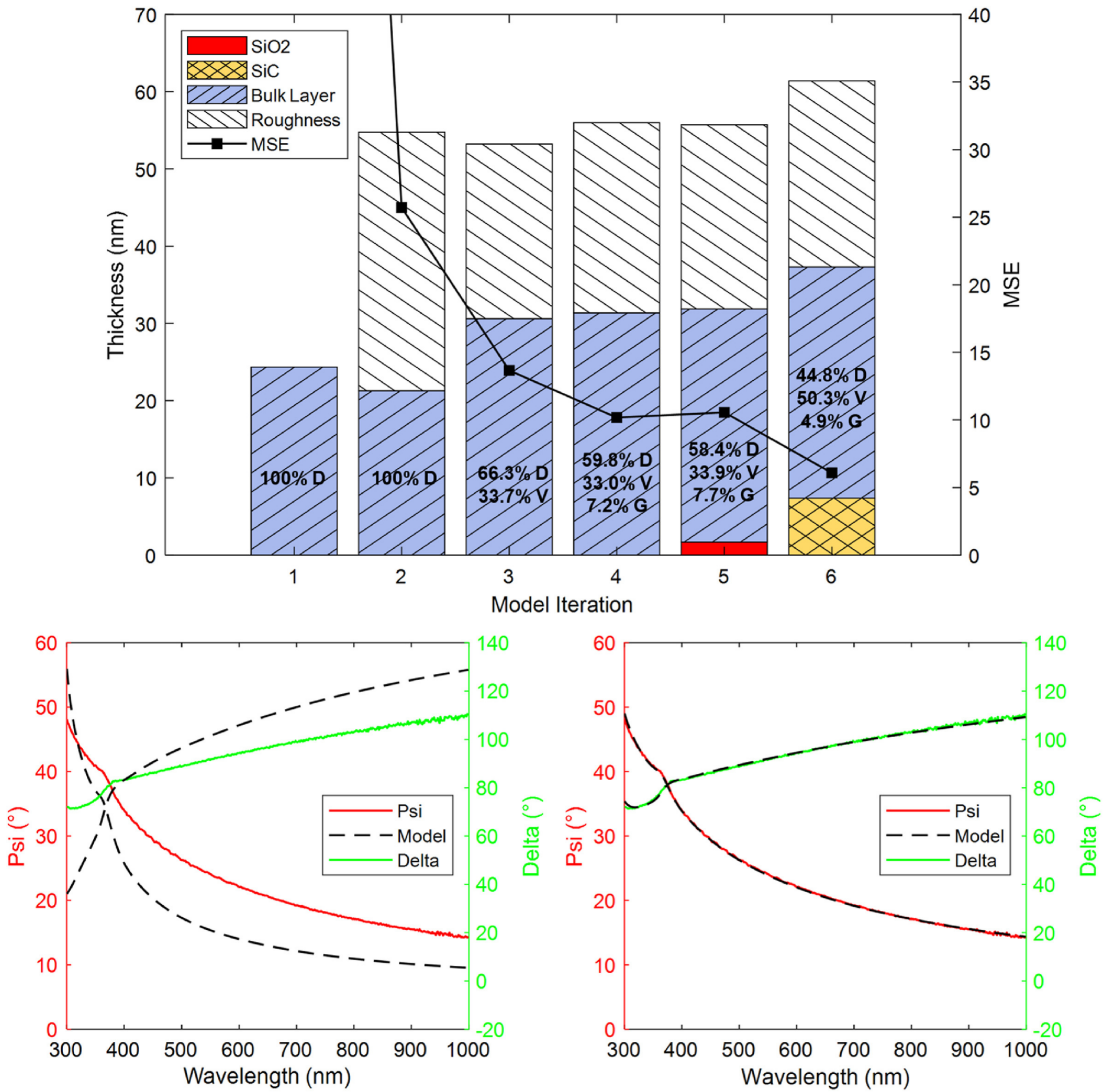 70
60
50
40
30
20
10
0
Thickness (nm)
SiO2
SiC
Bulk Layer
Roughness
MSE
100% D
100% D
66.3% D
33.7% V
59.8% D
33.0% V
7.2% G
58.4% D
33.9% V
7.7% G
44.8% D
50.3% V
4.9% G
40
35
30
25
20
15
10
5
0
MSE
1 2 3 4 5 6
Model Iteration
60
50
40
30
20
10
0
Psi (°)
Psi
Model
Delta
140
120
100
80
60
40
20
0
-20
Delta (°)
300 400 500 600 700 800 900 1000
Wavelength (nm)
60
50
40
30
20
10
0
Psi (°)
Psi
Model
Delta
140
120
100
80
60
40
20
0
-20
Delta (°)
300 400 500 600 700 800 900 1000
Wavelength (nm)